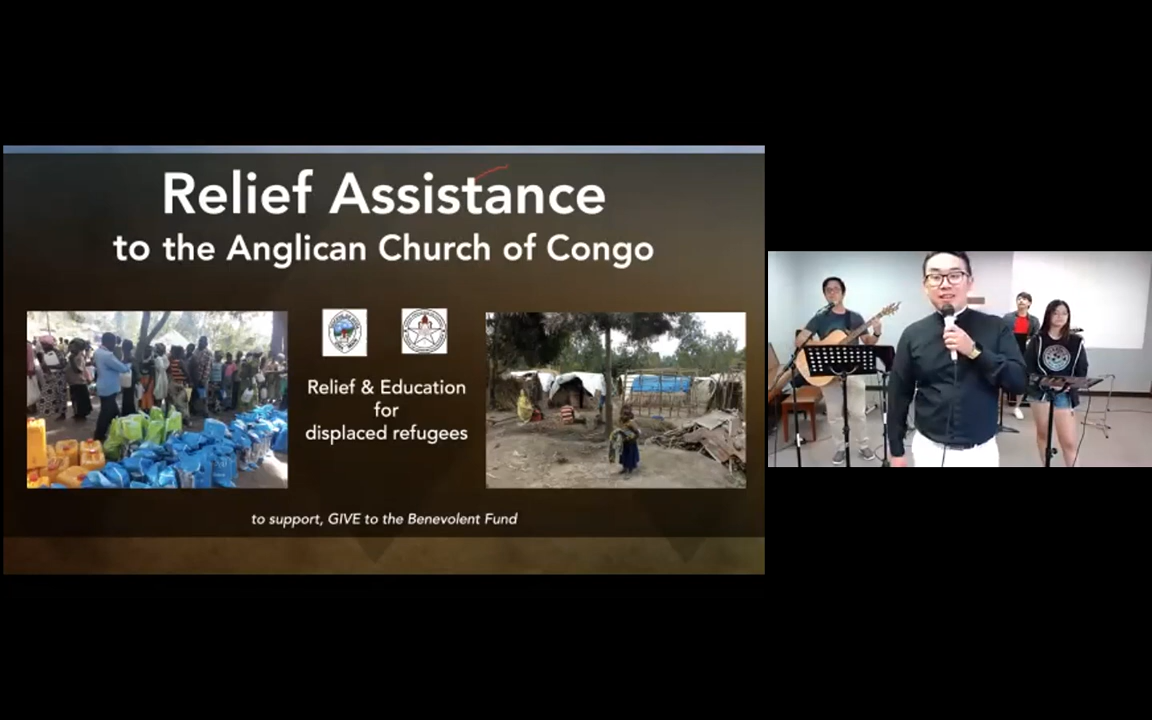 Relief Assistance
to the Anglican Church of Congo
Relief & Education
for
displaced refugees
to support, GIVE to the Benevolent Fund